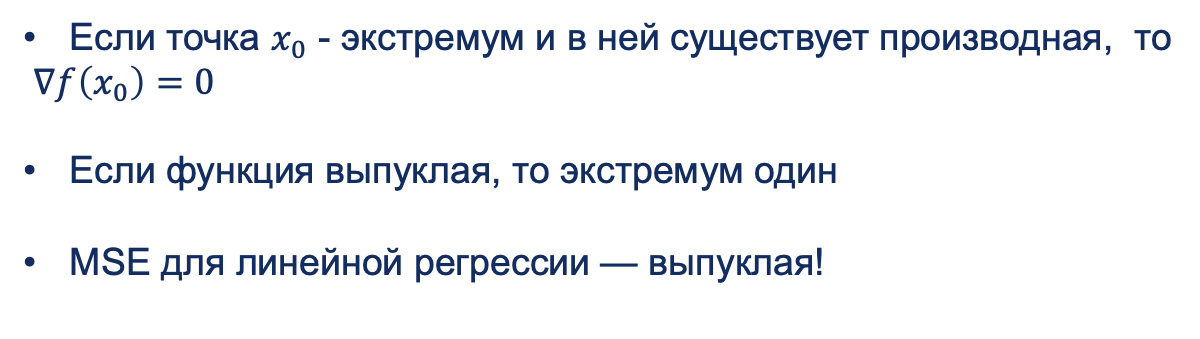 • Если точка x₀ - экстремум и в ней существует производная, то
∇f(x₀) = 0
• Если функция выпуклая, то экстремум один
• MSE для линейной регрессии — выпуклая!